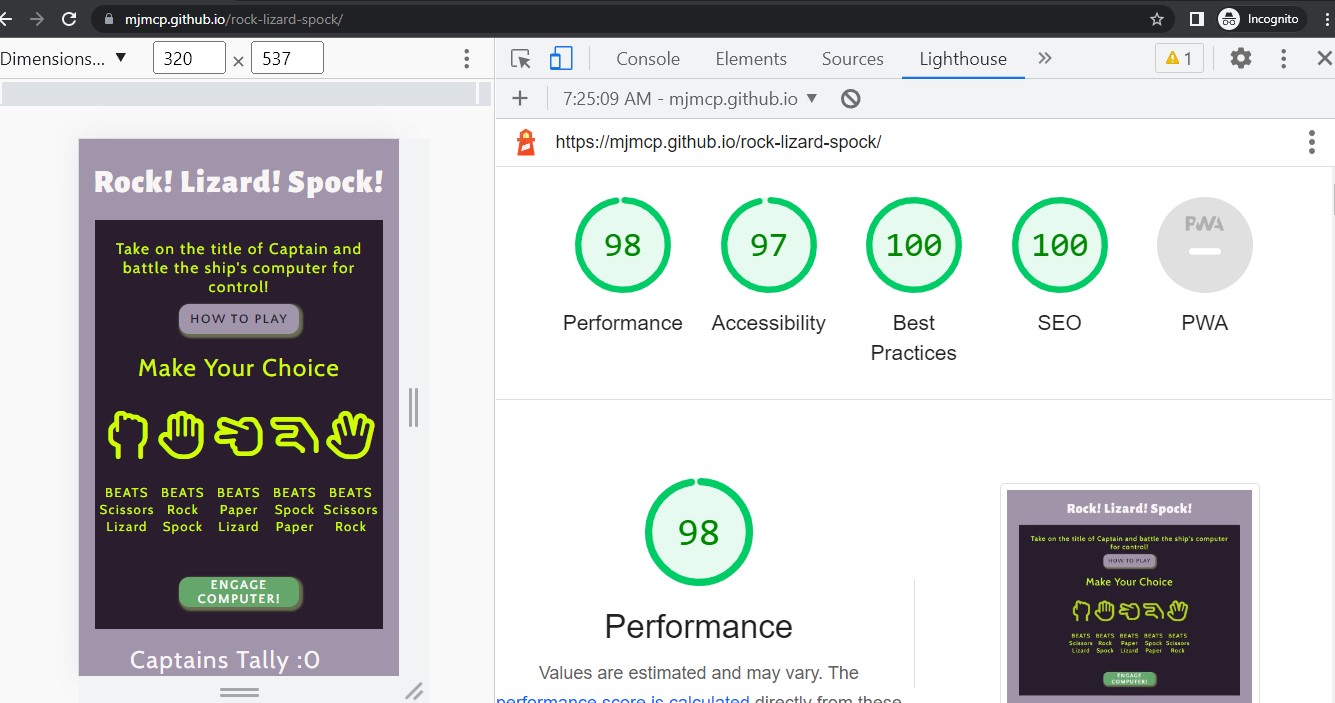 mjmcp.github.io/rock-lizard-spock/
Incognito
Dimensions... ▼ 320 × 537
Console Elements Sources Lighthouse » 1
7:25:09 AM - mjmcp.github.io ▼
https://mjmcp.github.io/rock-lizard-spock/
Rock! Lizard! Spock!
Take on the title of Captain and
battle the ship's computer for
control!
HOW TO PLAY
Make Your Choice
BEATS BEATS BEATS BEATS BEATS
Scissors Rock Paper Spock Scissors
Lizard Spock Lizard Paper Rock
ENGAGE
COMPUTER!
Captains Tally :0
98 97 100 100 PWA
Performance Accessibility Best SEO PWA
Practices
98
Performance
Values are estimated and may vary. The
performance score is calculated directly from these
Rock! Lizard! Spock!
Take on the title of Captain and battle the ship's computer
for control!
HOW TO PLAY
Make Your Choice
BEATS BEATS BEATS BEATS BEATS
Scissors Rock Paper Spock Scissors
Lizard Spock Lizard Paper Rock
ENGAGE
COMPUTER!